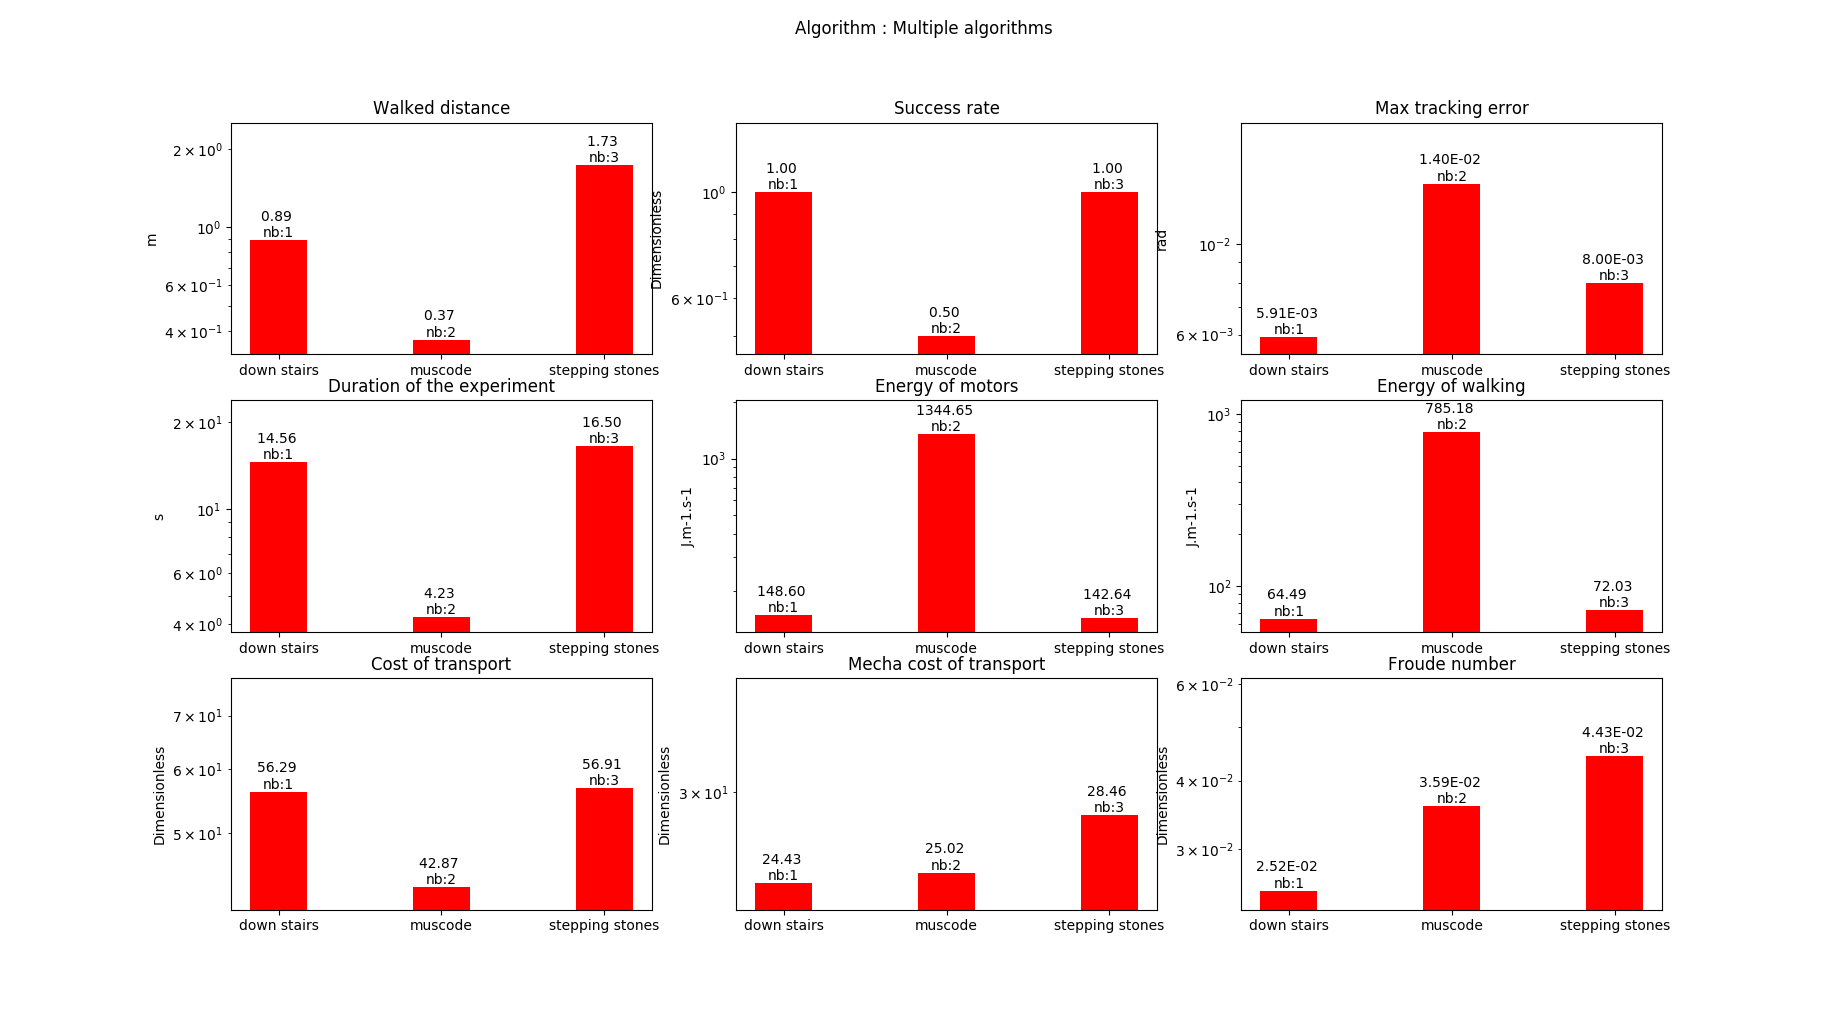 Algorithm : Multiple algorithms
Walked distance
m
2 × 10^0
10^0
6 × 10^-1
4 × 10^-1
0.89
nb:1
0.37
nb:2
1.73
nb:3
down stairs
muscode
stepping stones
Success rate
Dimensionless
10^0
6 × 10^-1
1.00
nb:1
0.50
nb:2
1.00
nb:3
down stairs
muscode
stepping stones
Max tracking error
rad
10^-2
6 × 10^-3
5.91E-03
nb:1
1.40E-02
nb:2
8.00E-03
nb:3
down stairs
muscode
stepping stones
Duration of the experiment
s
2 × 10^1
10^1
6 × 10^0
4 × 10^0
14.56
nb:1
4.23
nb:2
16.50
nb:3
down stairs
muscode
stepping stones
Energy of motors
J.m-1.s-1
10^3
148.60
nb:1
1344.65
nb:2
142.64
nb:3
down stairs
muscode
stepping stones
Energy of walking
J.m-1.s-1
10^3
10^2
64.49
nb:1
785.18
nb:2
72.03
nb:3
down stairs
muscode
stepping stones
Cost of transport
Dimensionless
7 × 10^1
6 × 10^1
5 × 10^1
56.29
nb:1
42.87
nb:2
56.91
nb:3
down stairs
muscode
stepping stones
Mecha cost of transport
Dimensionless
3 × 10^1
24.43
nb:1
25.02
nb:2
28.46
nb:3
down stairs
muscode
stepping stones
Froude number
Dimensionless
6 × 10^-2
4 × 10^-2
3 × 10^-2
2.52E-02
nb:1
3.59E-02
nb:2
4.43E-02
nb:3
down stairs
muscode
stepping stones